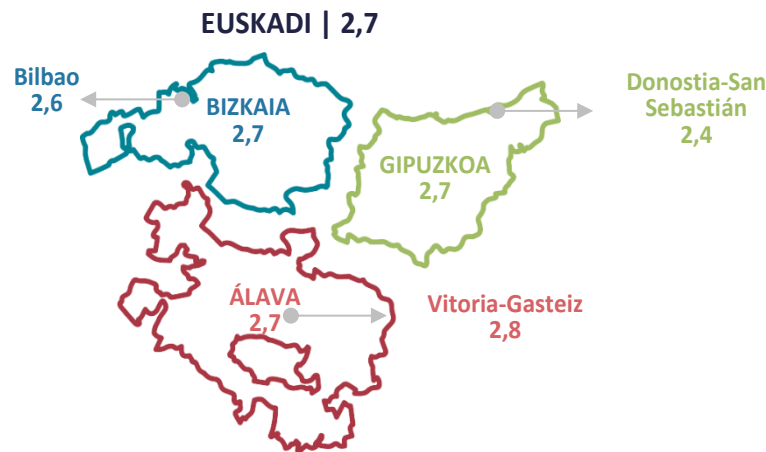 EUSKADI | 2,7
Bilbao
2,6
BIZKAIA
2,7
Donostia-San
Sebastián
2,4
GIPUZKOA
2,7
ÁLAVA
2,7
Vitoria-Gasteiz
2,8